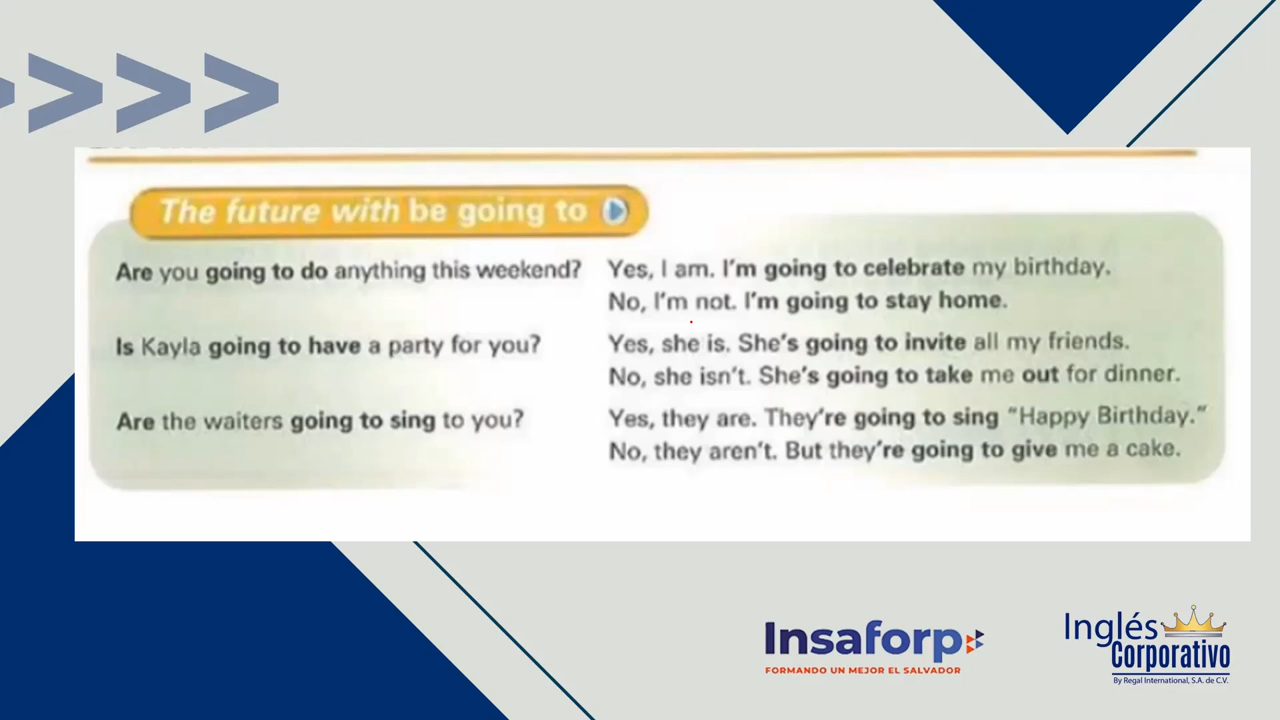 The future with be going to
Are you going to do anything this weekend? Yes, I am. I'm going to celebrate my birthday.
No, I'm not. I'm going to stay home.
Is Kayla going to have a party for you? Yes, she is. She's going to invite all my friends.
No, she isn't. She's going to take me out for dinner.
Are the waiters going to sing to you? Yes, they are. They're going to sing “Happy Birthday.”
No, they aren't. But they're going to give me a cake.
Insaforp
FORMANDO UN MEJOR EL SALVADOR
Inglés
Corporativo
By Regal International, S.A. de C.V.